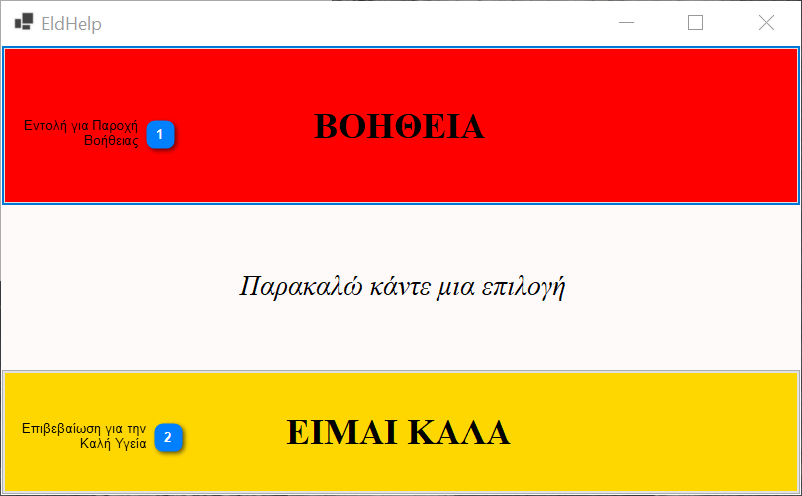 EldHelp
Εντολή για Παροχή
Βοήθειας
1
ΒΟΗΘΕΙΑ
Παρακαλώ κάντε μια επιλογή
Επιβεβαίωση για την
Καλή Υγεία
2
ΕΙΜΑΙ ΚΑΛΑ